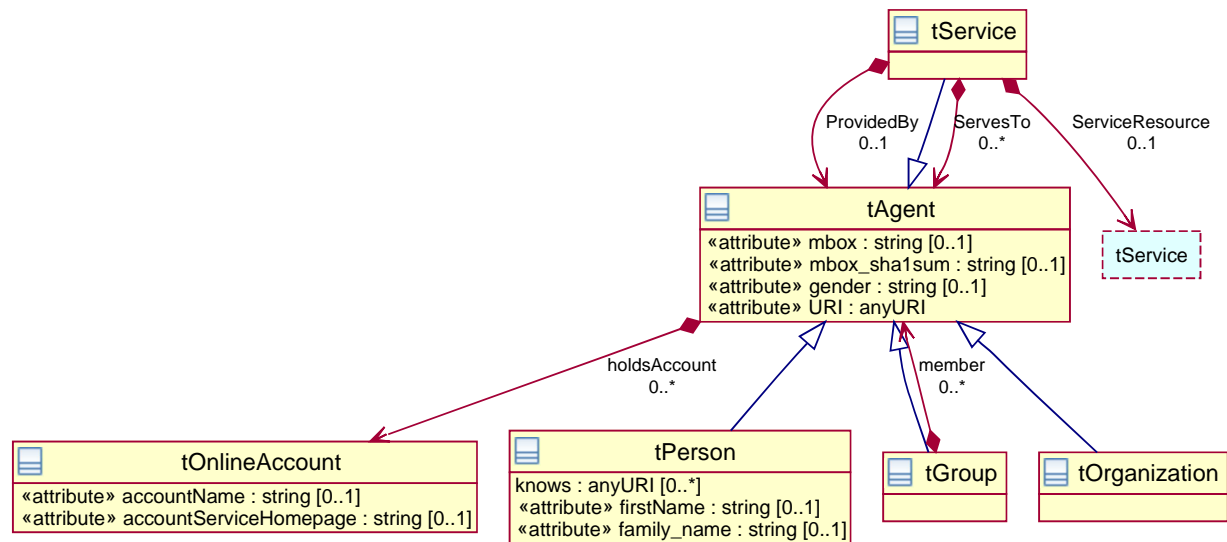 tService
ProvidedBy
0..1
ServesTo
0..*
ServiceResource
0..1
tAgent
«attribute» mbox : string [0..1]
«attribute» mbox_sha1sum : string [0..1]
«attribute» gender : string [0..1]
«attribute» URI : anyURI
tService
holdsAccount
0..*
member
0..*
tOnlineAccount
«attribute» accountName : string [0..1]
«attribute» accountServiceHomepage : string [0..1]
tPerson
knows : anyURI [0..*]
«attribute» firstName : string [0..1]
«attribute» family_name : string [0..1]
tGroup
tOrganization